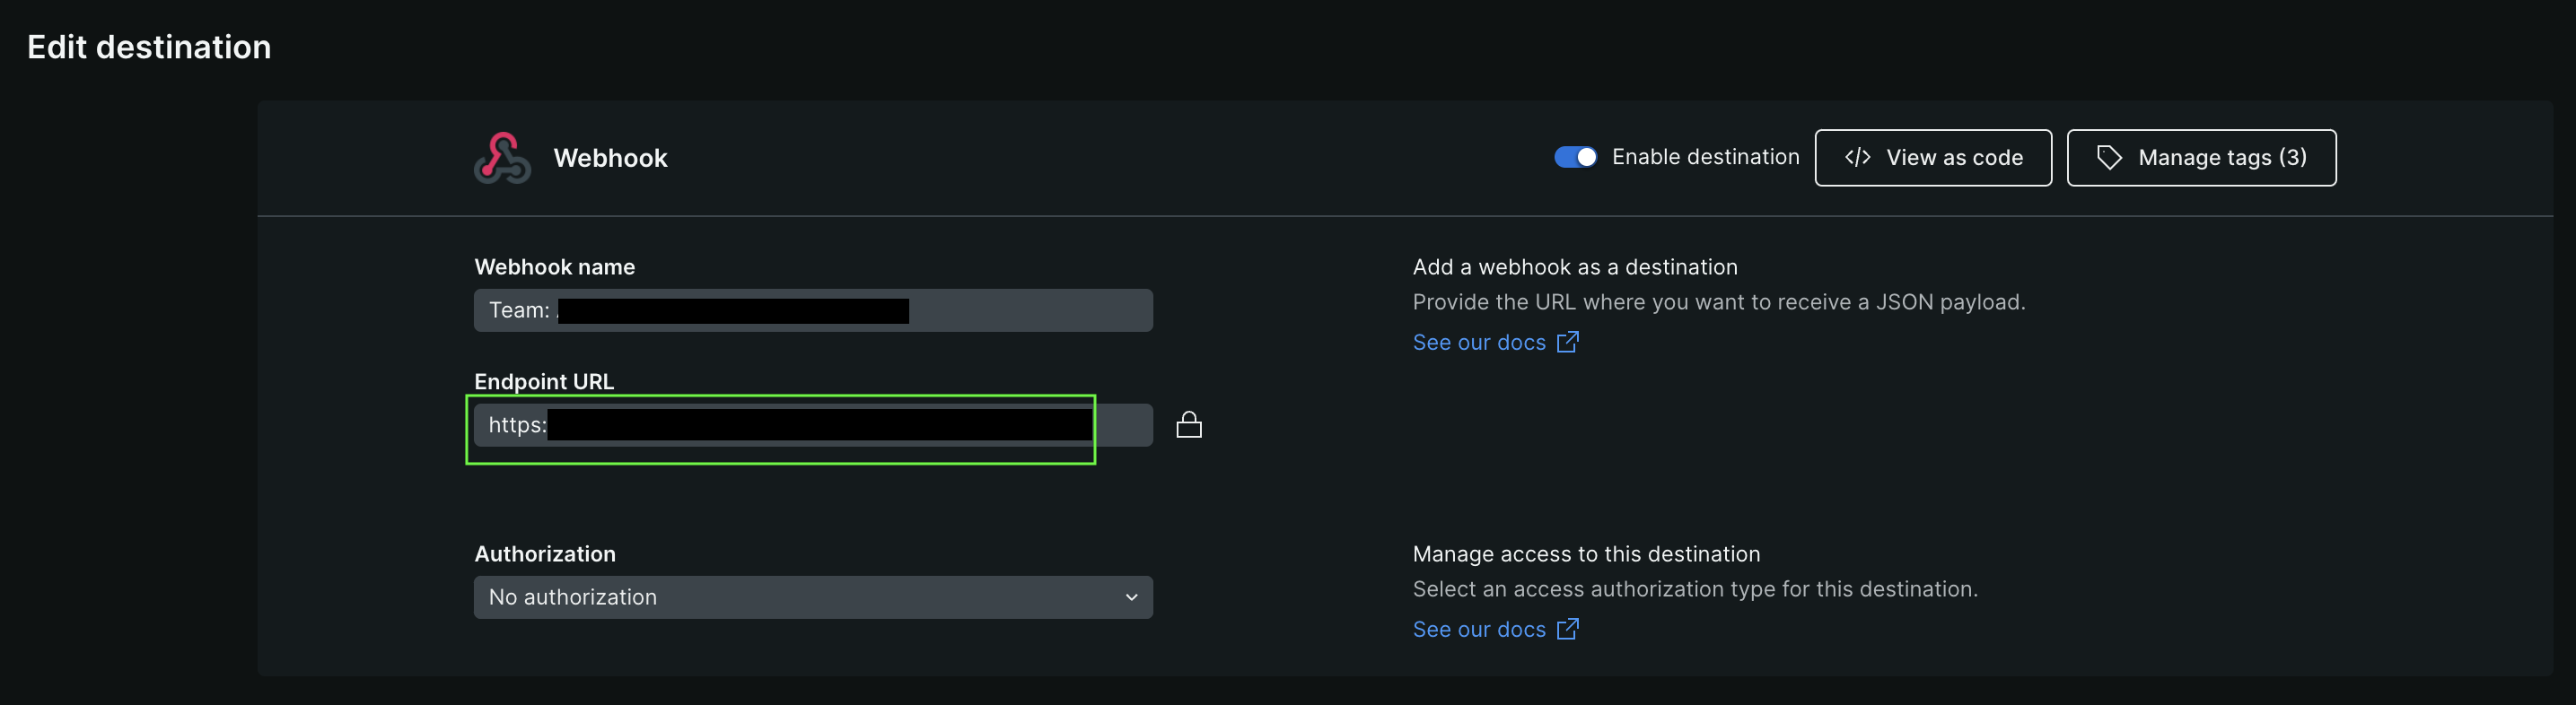 Edit destination
Webhook
Enable destination
</> View as code
Manage tags (3)
Webhook name
Team:
Add a webhook as a destination
Provide the URL where you want to receive a JSON payload.
See our docs
Endpoint URL
https:
Authorization
No authorization
Manage access to this destination
Select an access authorization type for this destination.
See our docs